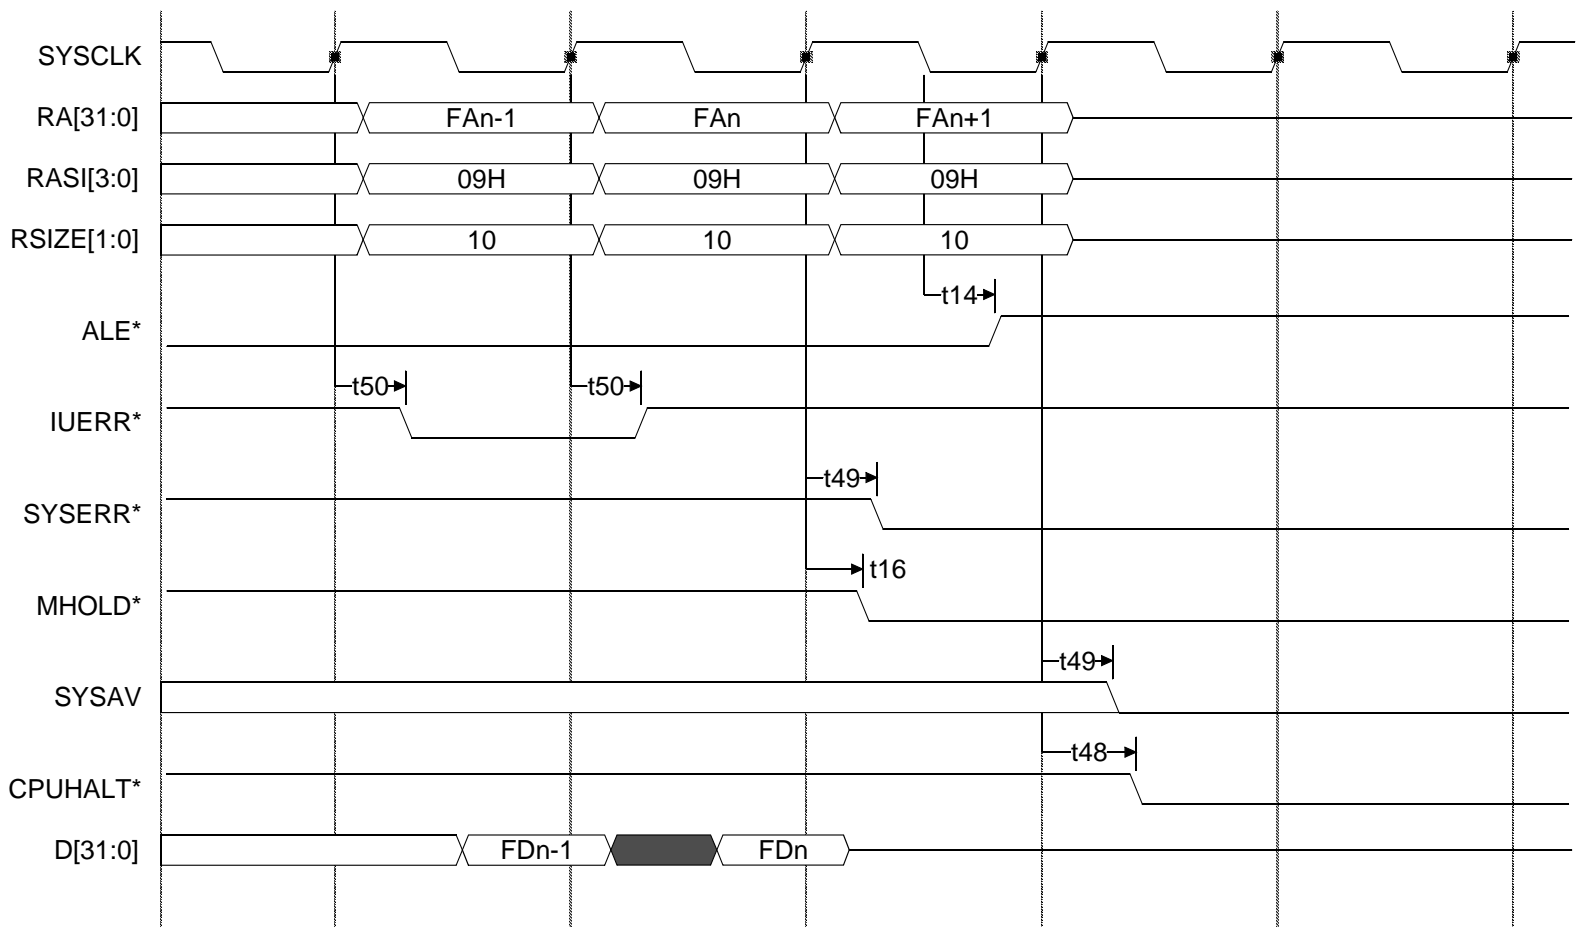 SYSCLK
RA[31:0] FAn-1 FAn FAn+1
RASI[3:0] 09H 09H 09H
RSIZE[1:0] 10 10 10
t14
ALE*
t50 t50
IUERR*
t49
SYSERR*
t16
MHOLD*
t49
SYSAV
t48
CPUHALT*
D[31:0] FDn-1 FDn